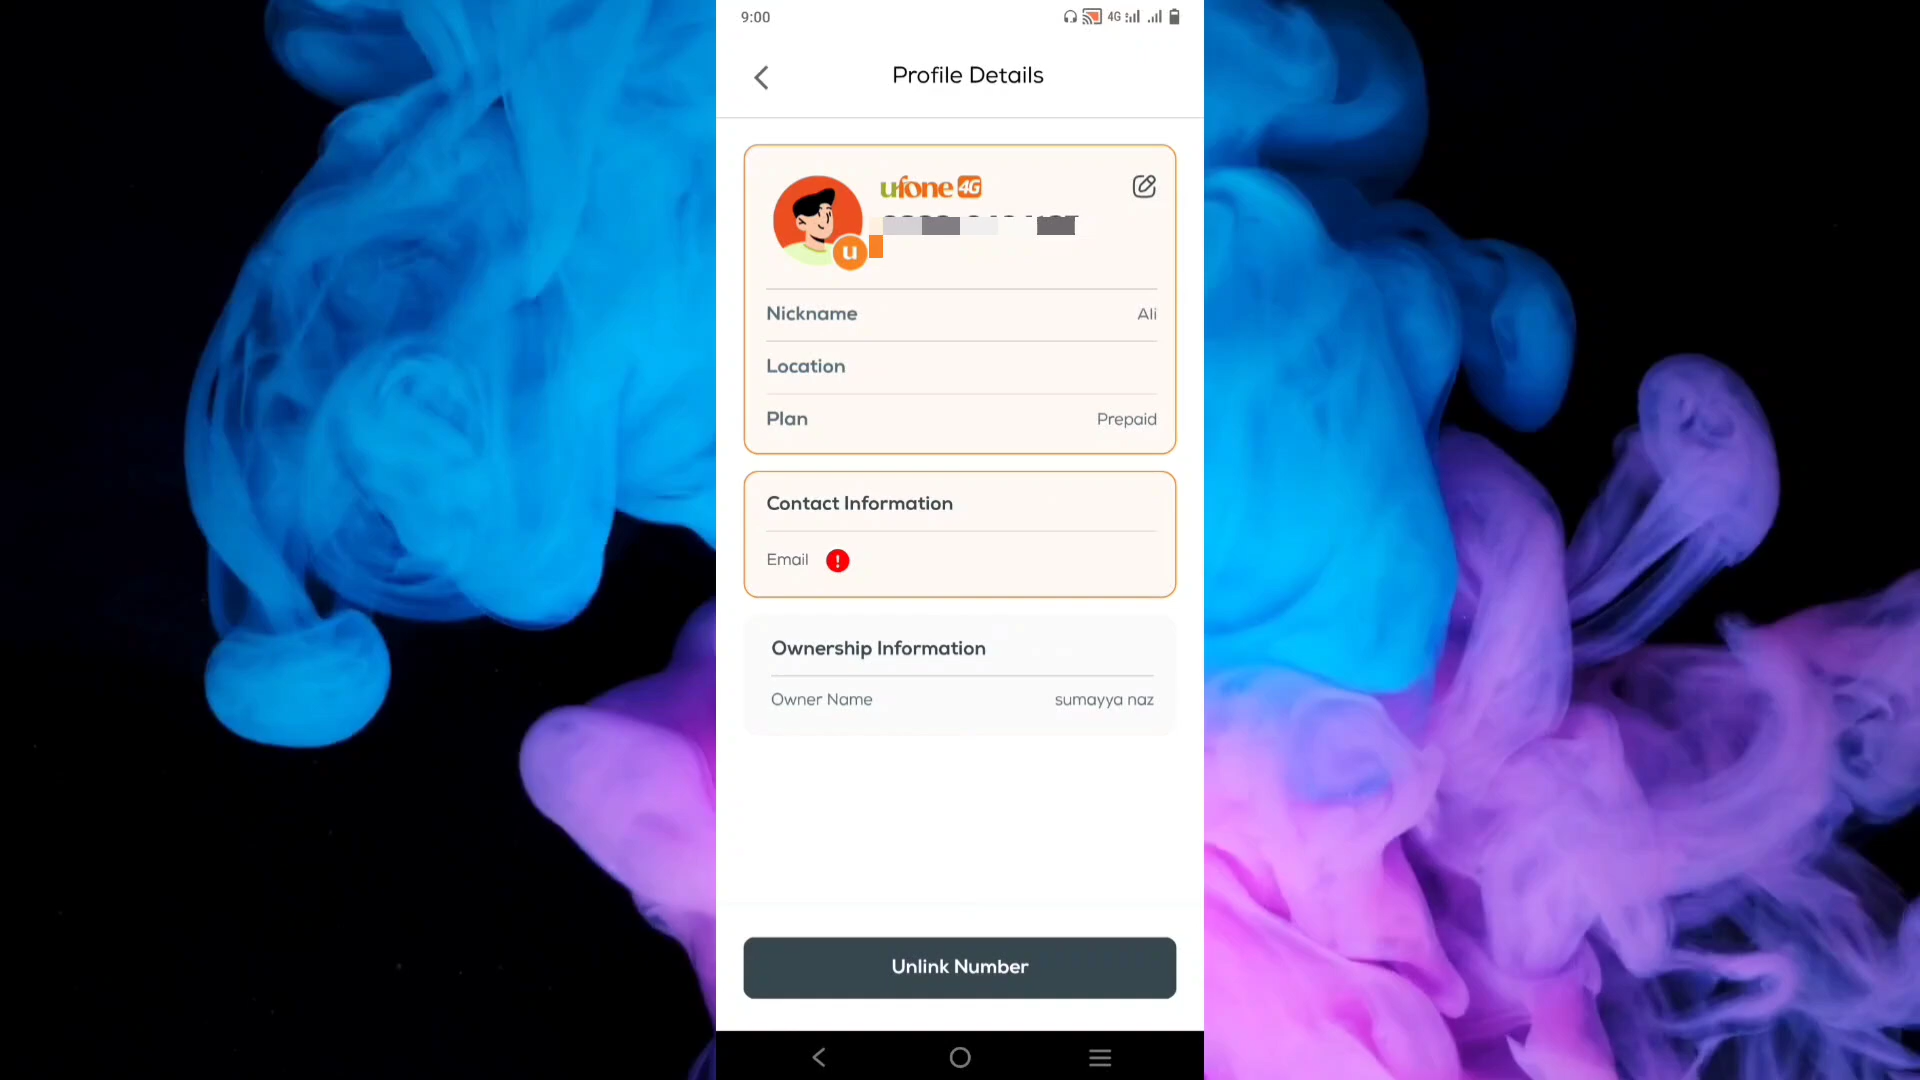 9:00
4G
Profile Details
ufone 4G
u
Nickname
Ali
Location
Plan
Prepaid
Contact Information
Email
!
Ownership Information
Owner Name
sumayya naz
Unlink Number